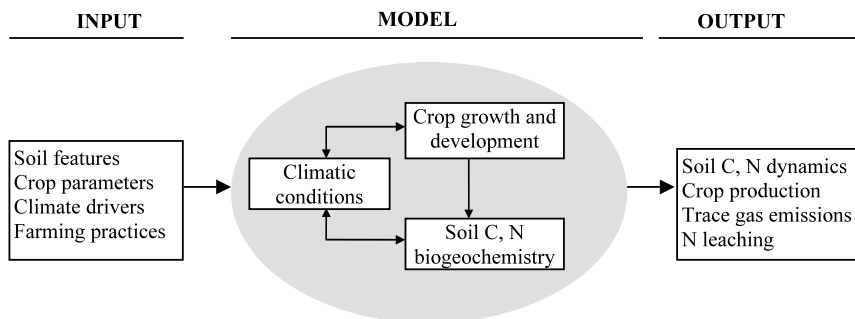 INPUT
MODEL
OUTPUT
Soil features
Crop parameters
Climate drivers
Farming practices
Climatic
conditions
Crop growth and
development
Soil C, N
biogeochemistry
Soil C, N dynamics
Crop production
Trace gas emissions
N leaching